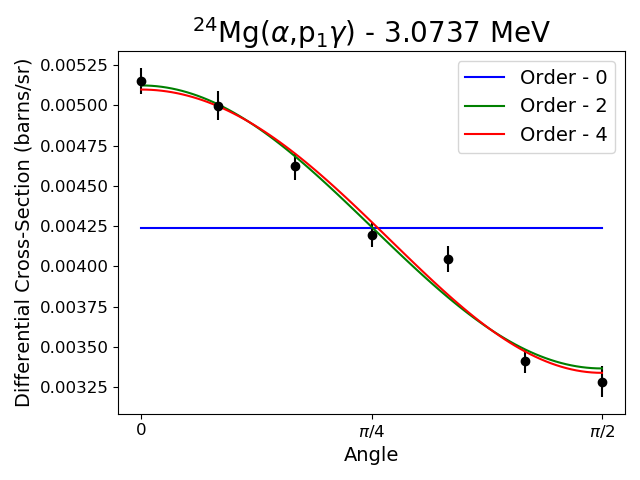 ²⁴Mg(α,p₁γ) - 3.0737 MeV
Differential Cross-Section (barns/sr)
0.00525
0.00500
0.00475
0.00450
0.00425
0.00400
0.00375
0.00350
0.00325
Order - 0
Order - 2
Order - 4
0 π/4 π/2
Angle